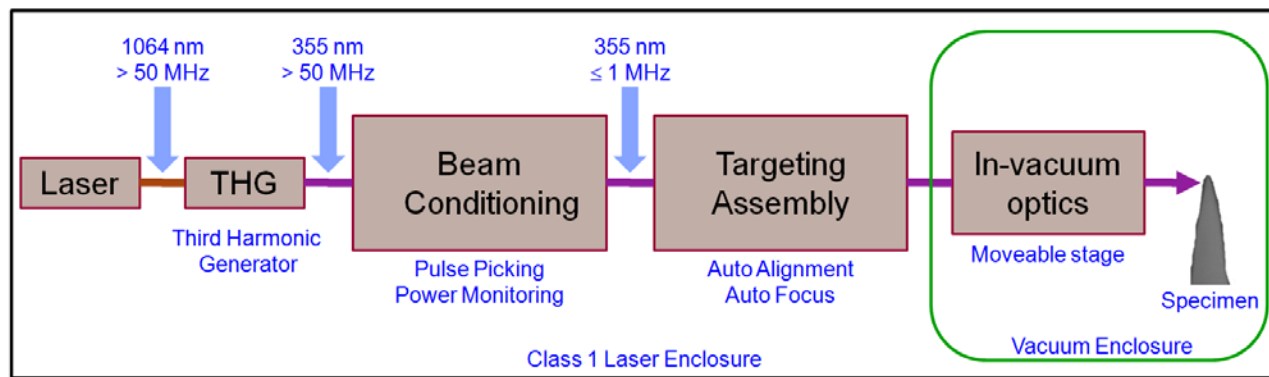 1064 nm
> 50 MHz
355 nm
> 50 MHz
355 nm
≤ 1 MHz
Laser
THG
Beam
Conditioning
Targeting
Assembly
In-vacuum
optics
Third Harmonic
Generator
Pulse Picking
Power Monitoring
Auto Alignment
Auto Focus
Moveable stage
Specimen
Class 1 Laser Enclosure
Vacuum Enclosure